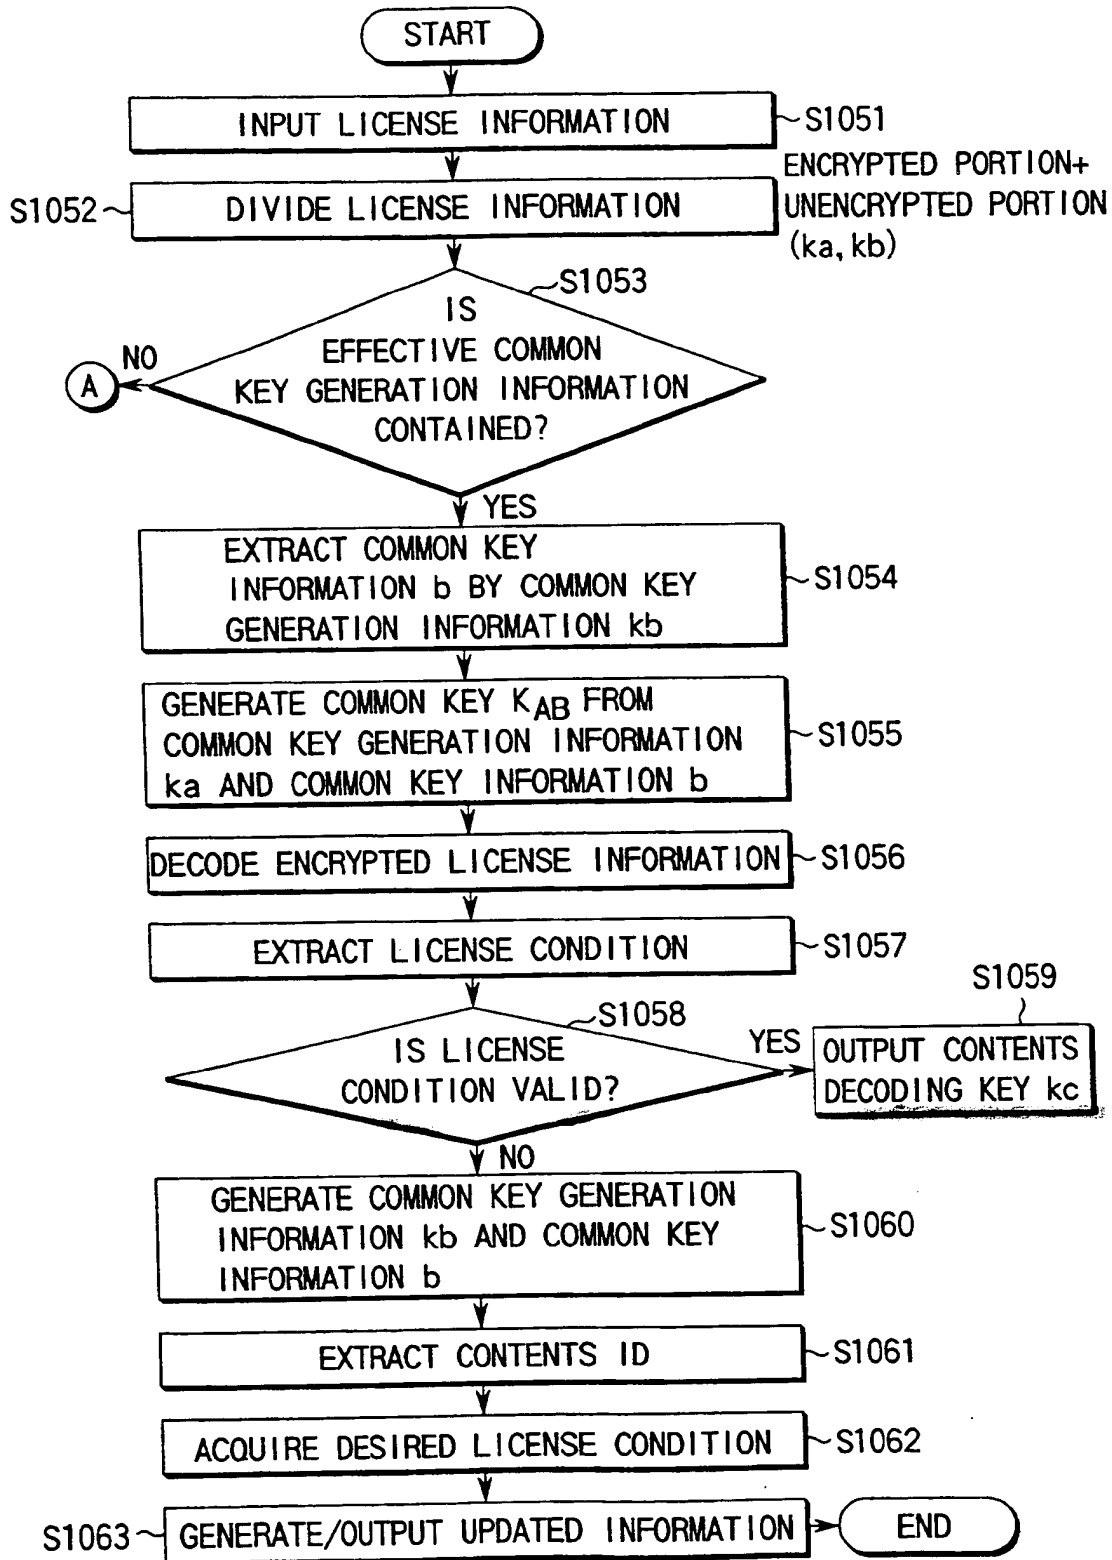 START
INPUT LICENSE INFORMATION
S1051
ENCRYPTED PORTION+
UNENCRYPTED PORTION
(ka, kb)
S1052
DIVIDE LICENSE INFORMATION
S1053
IS
EFFECTIVE COMMON
KEY GENERATION INFORMATION
CONTAINED?
NO
A
YES
EXTRACT COMMON KEY
INFORMATION b BY COMMON KEY
GENERATION INFORMATION kb
S1054
GENERATE COMMON KEY KAB FROM
COMMON KEY GENERATION INFORMATION
ka AND COMMON KEY INFORMATION b
S1055
DECODE ENCRYPTED LICENSE INFORMATION
S1056
EXTRACT LICENSE CONDITION
S1057
S1058
IS LICENSE
CONDITION VALID?
YES
S1059
OUTPUT CONTENTS
DECODING KEY kc
NO
GENERATE COMMON KEY GENERATION
INFORMATION kb AND COMMON KEY
INFORMATION b
S1060
EXTRACT CONTENTS ID
S1061
ACQUIRE DESIRED LICENSE CONDITION
S1062
S1063
GENERATE/OUTPUT UPDATED INFORMATION
END